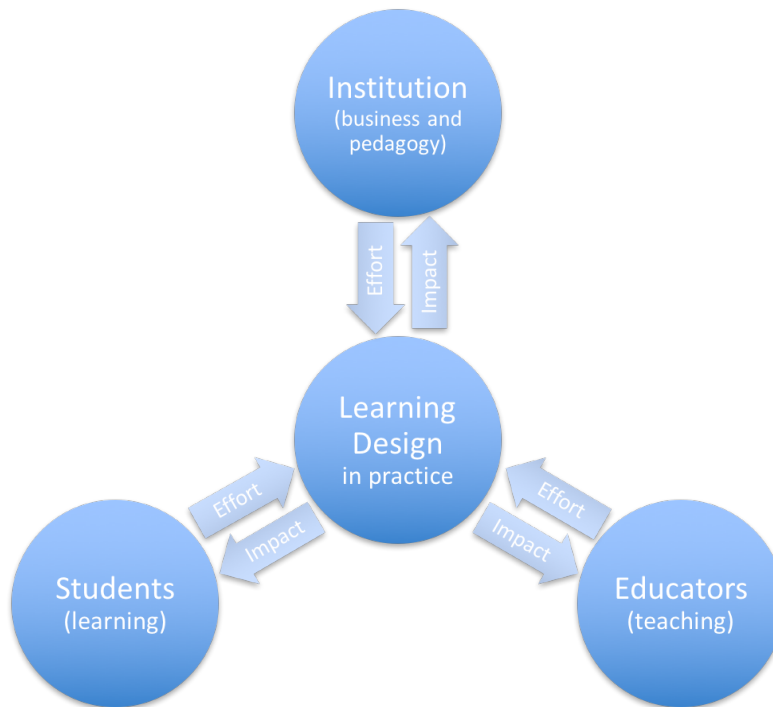 Institution
(business and
pedagogy)
Effort
Impact
Learning
Design
in practice
Effort
Impact
Effort
Impact
Students
(learning)
Educators
(teaching)